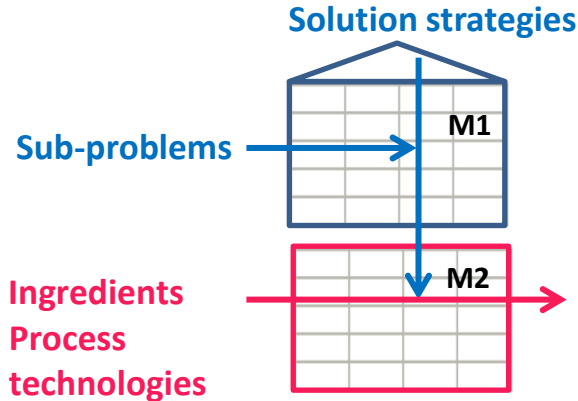 Solution strategies
M1
Sub-problems
M2
Ingredients
Process
technologies